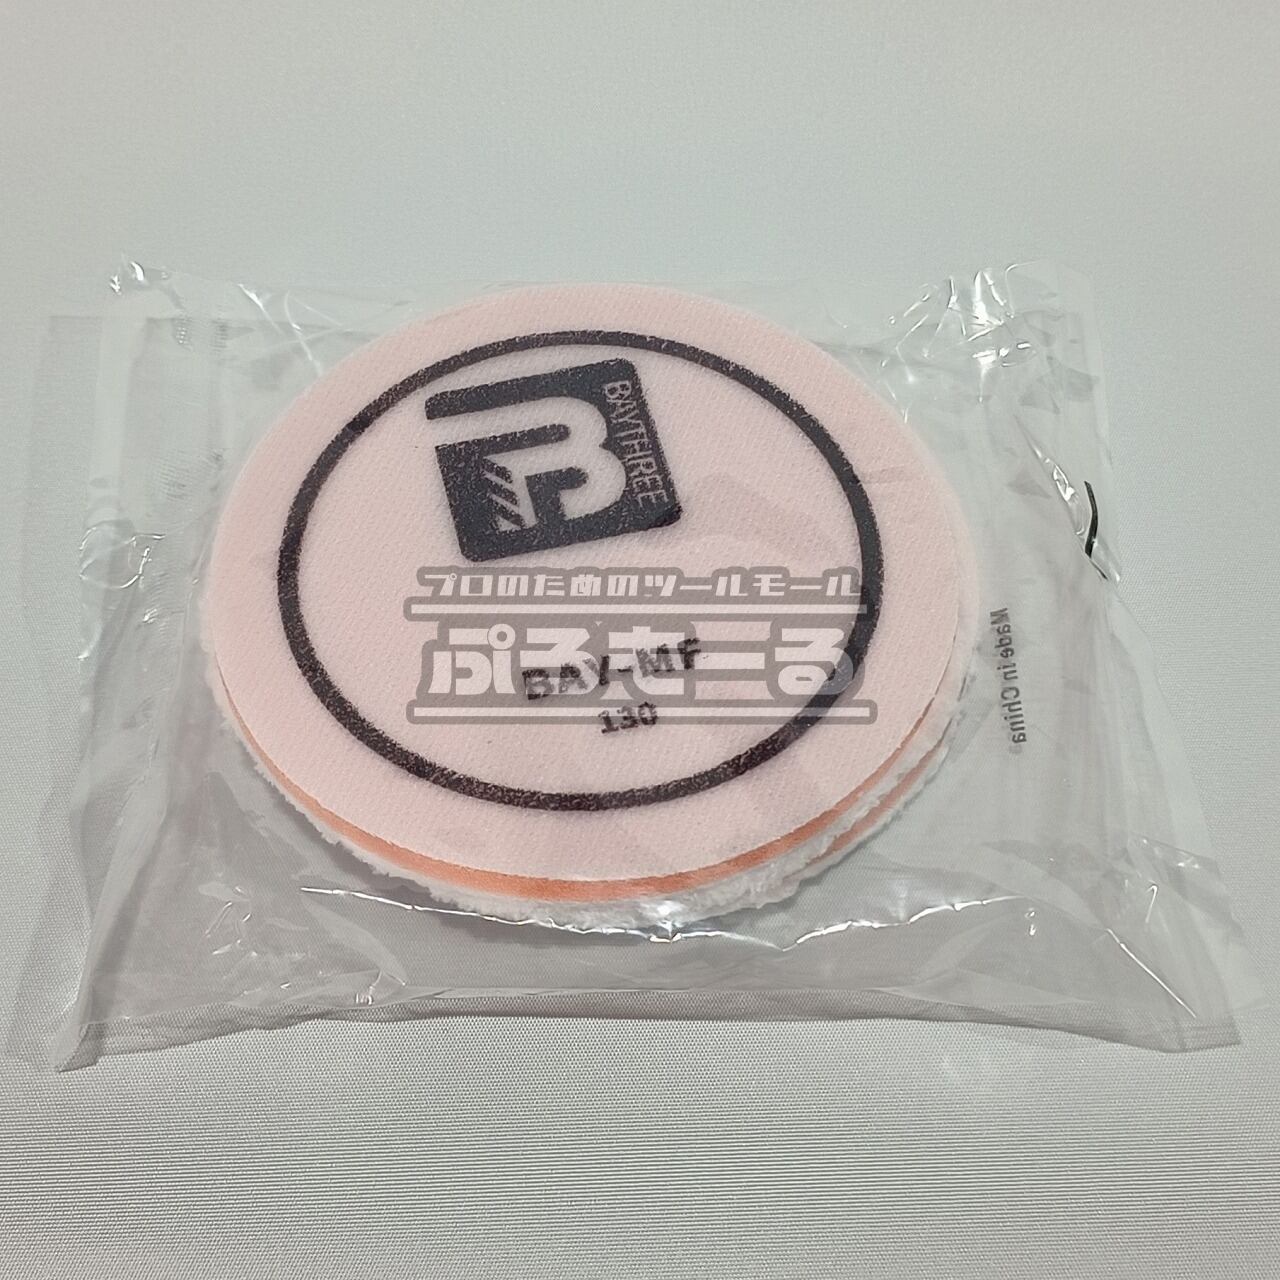 BAYTHREE
プロのためのツールモール
ぷろきーる
BAY-MF
130
Made in China